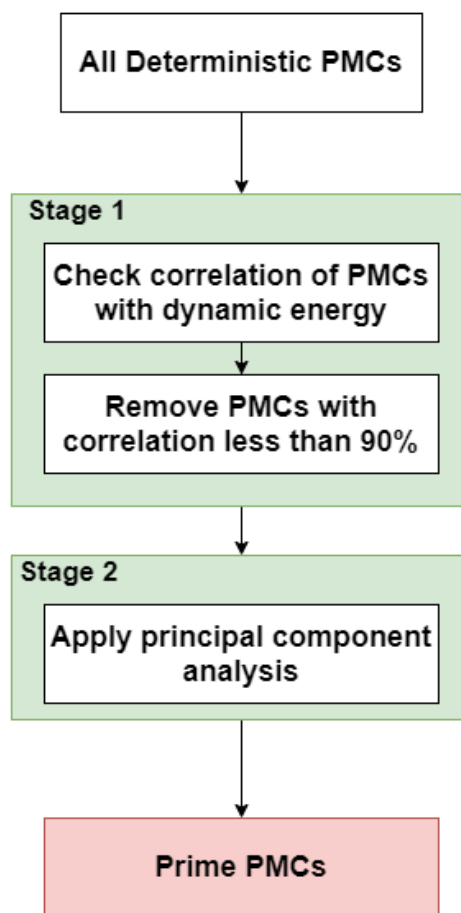 All Deterministic PMCs
Stage 1
Check correlation of PMCs
with dynamic energy
Remove PMCs with
correlation less than 90%
Stage 2
Apply principal component
analysis
Prime PMCs